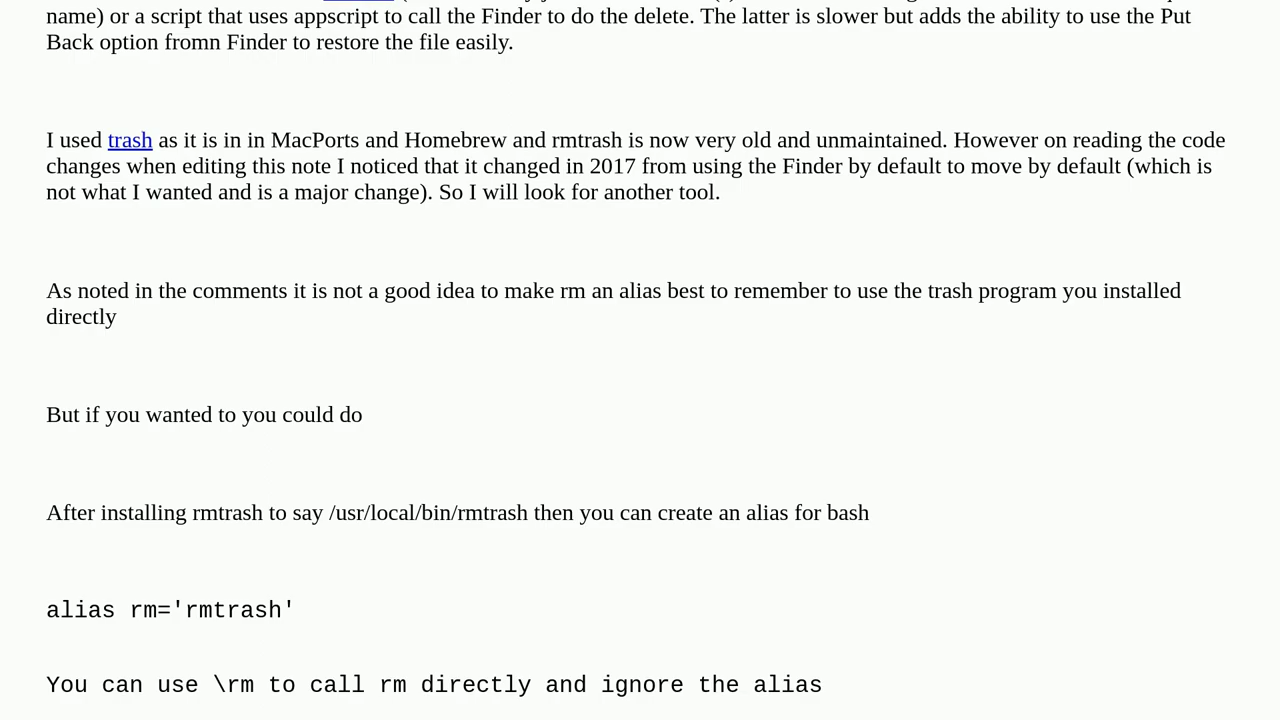 name) or a script that uses appscript to call the Finder to do the delete. The latter is slower but adds the ability to use the Put
Back option fromn Finder to restore the file easily.
I used trash as it is in in MacPorts and Homebrew and rmtrash is now very old and unmaintained. However on reading the code
changes when editing this note I noticed that it changed in 2017 from using the Finder by default to move by default (which is
not what I wanted and is a major change). So I will look for another tool.
As noted in the comments it is not a good idea to make rm an alias best to remember to use the trash program you installed
directly
But if you wanted to you could do
After installing rmtrash to say /usr/local/bin/rmtrash then you can create an alias for bash
alias rm='rmtrash'
You can use \rm to call rm directly and ignore the alias